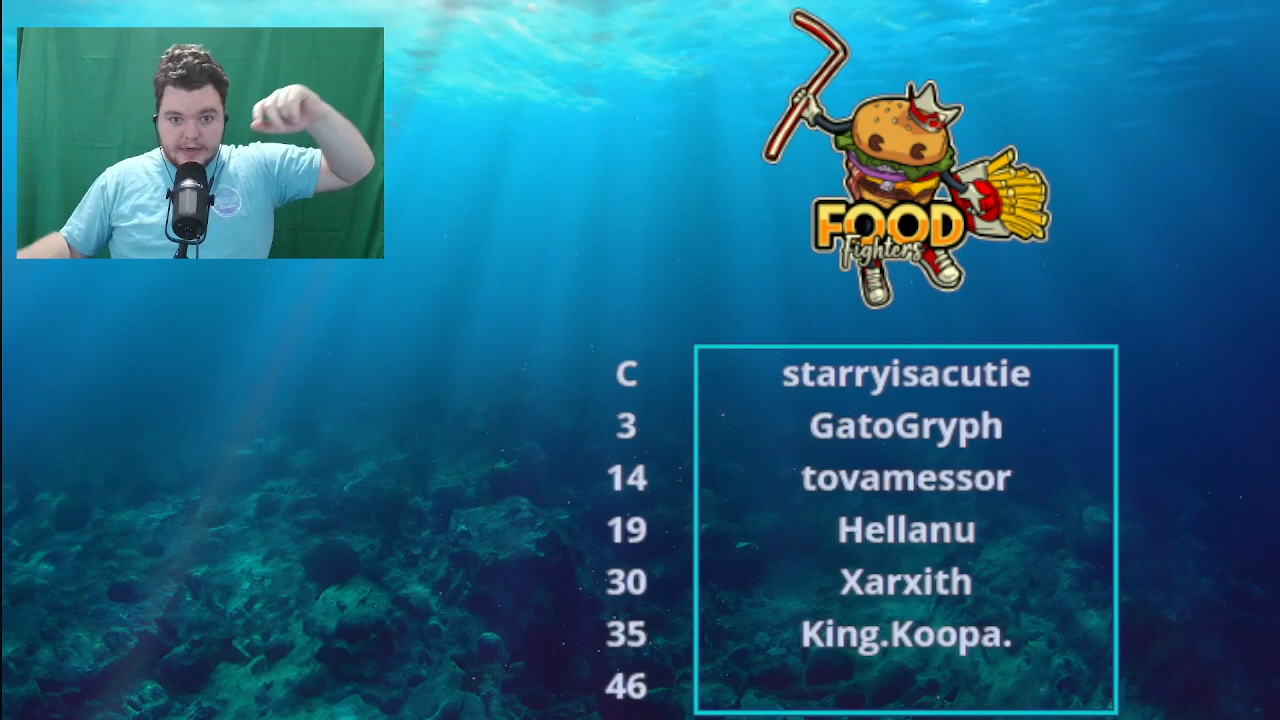 FOOD
Fighters
C starryisacutie
3 GatoGryph
14 tovamessor
19 Hellanu
30 Xarxith
35 King.Koopa.
46